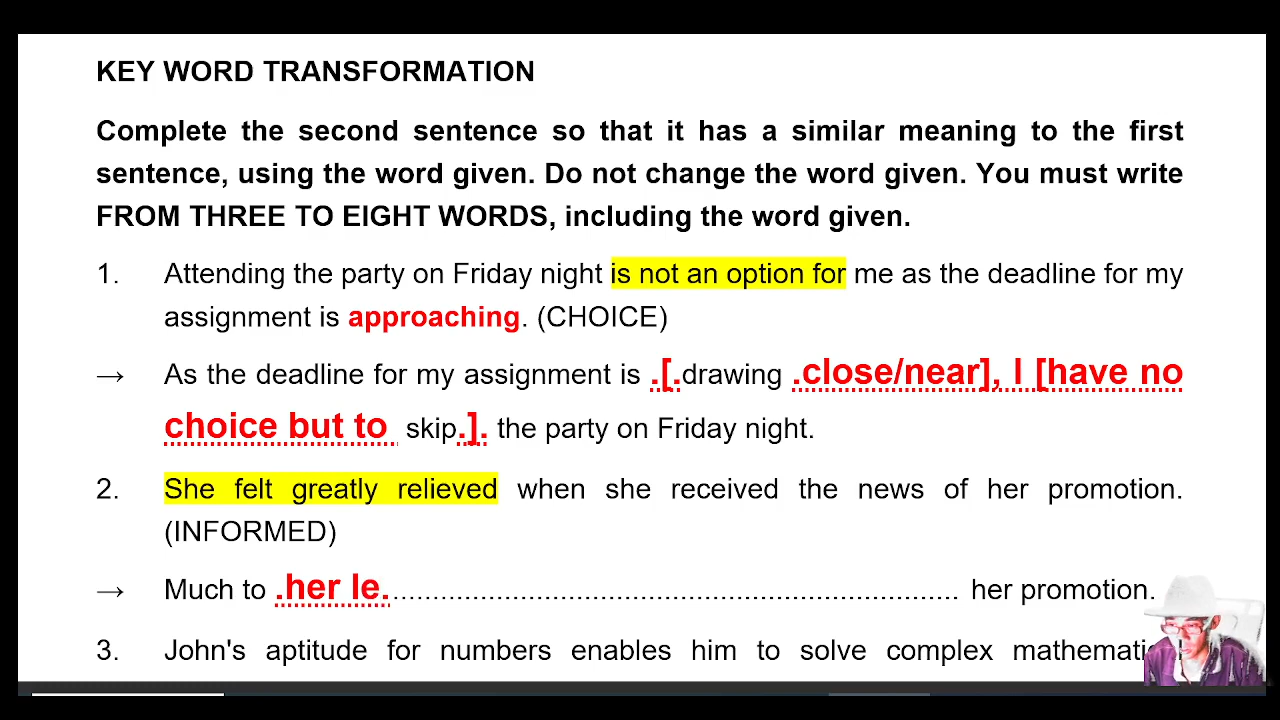 KEY WORD TRANSFORMATION
Complete the second sentence so that it has a similar meaning to the first
sentence, using the word given. Do not change the word given. You must write
FROM THREE TO EIGHT WORDS, including the word given.
1. Attending the party on Friday night is not an option for me as the deadline for my
assignment is approaching. (CHOICE)
→ As the deadline for my assignment is .[.drawing .close/near], I [have no
choice but to skip.]. the party on Friday night.
2. She felt greatly relieved when she received the news of her promotion.
(INFORMED)
→ Much to .her le........................................................................ her promotion.
3. John's aptitude for numbers enables him to solve complex